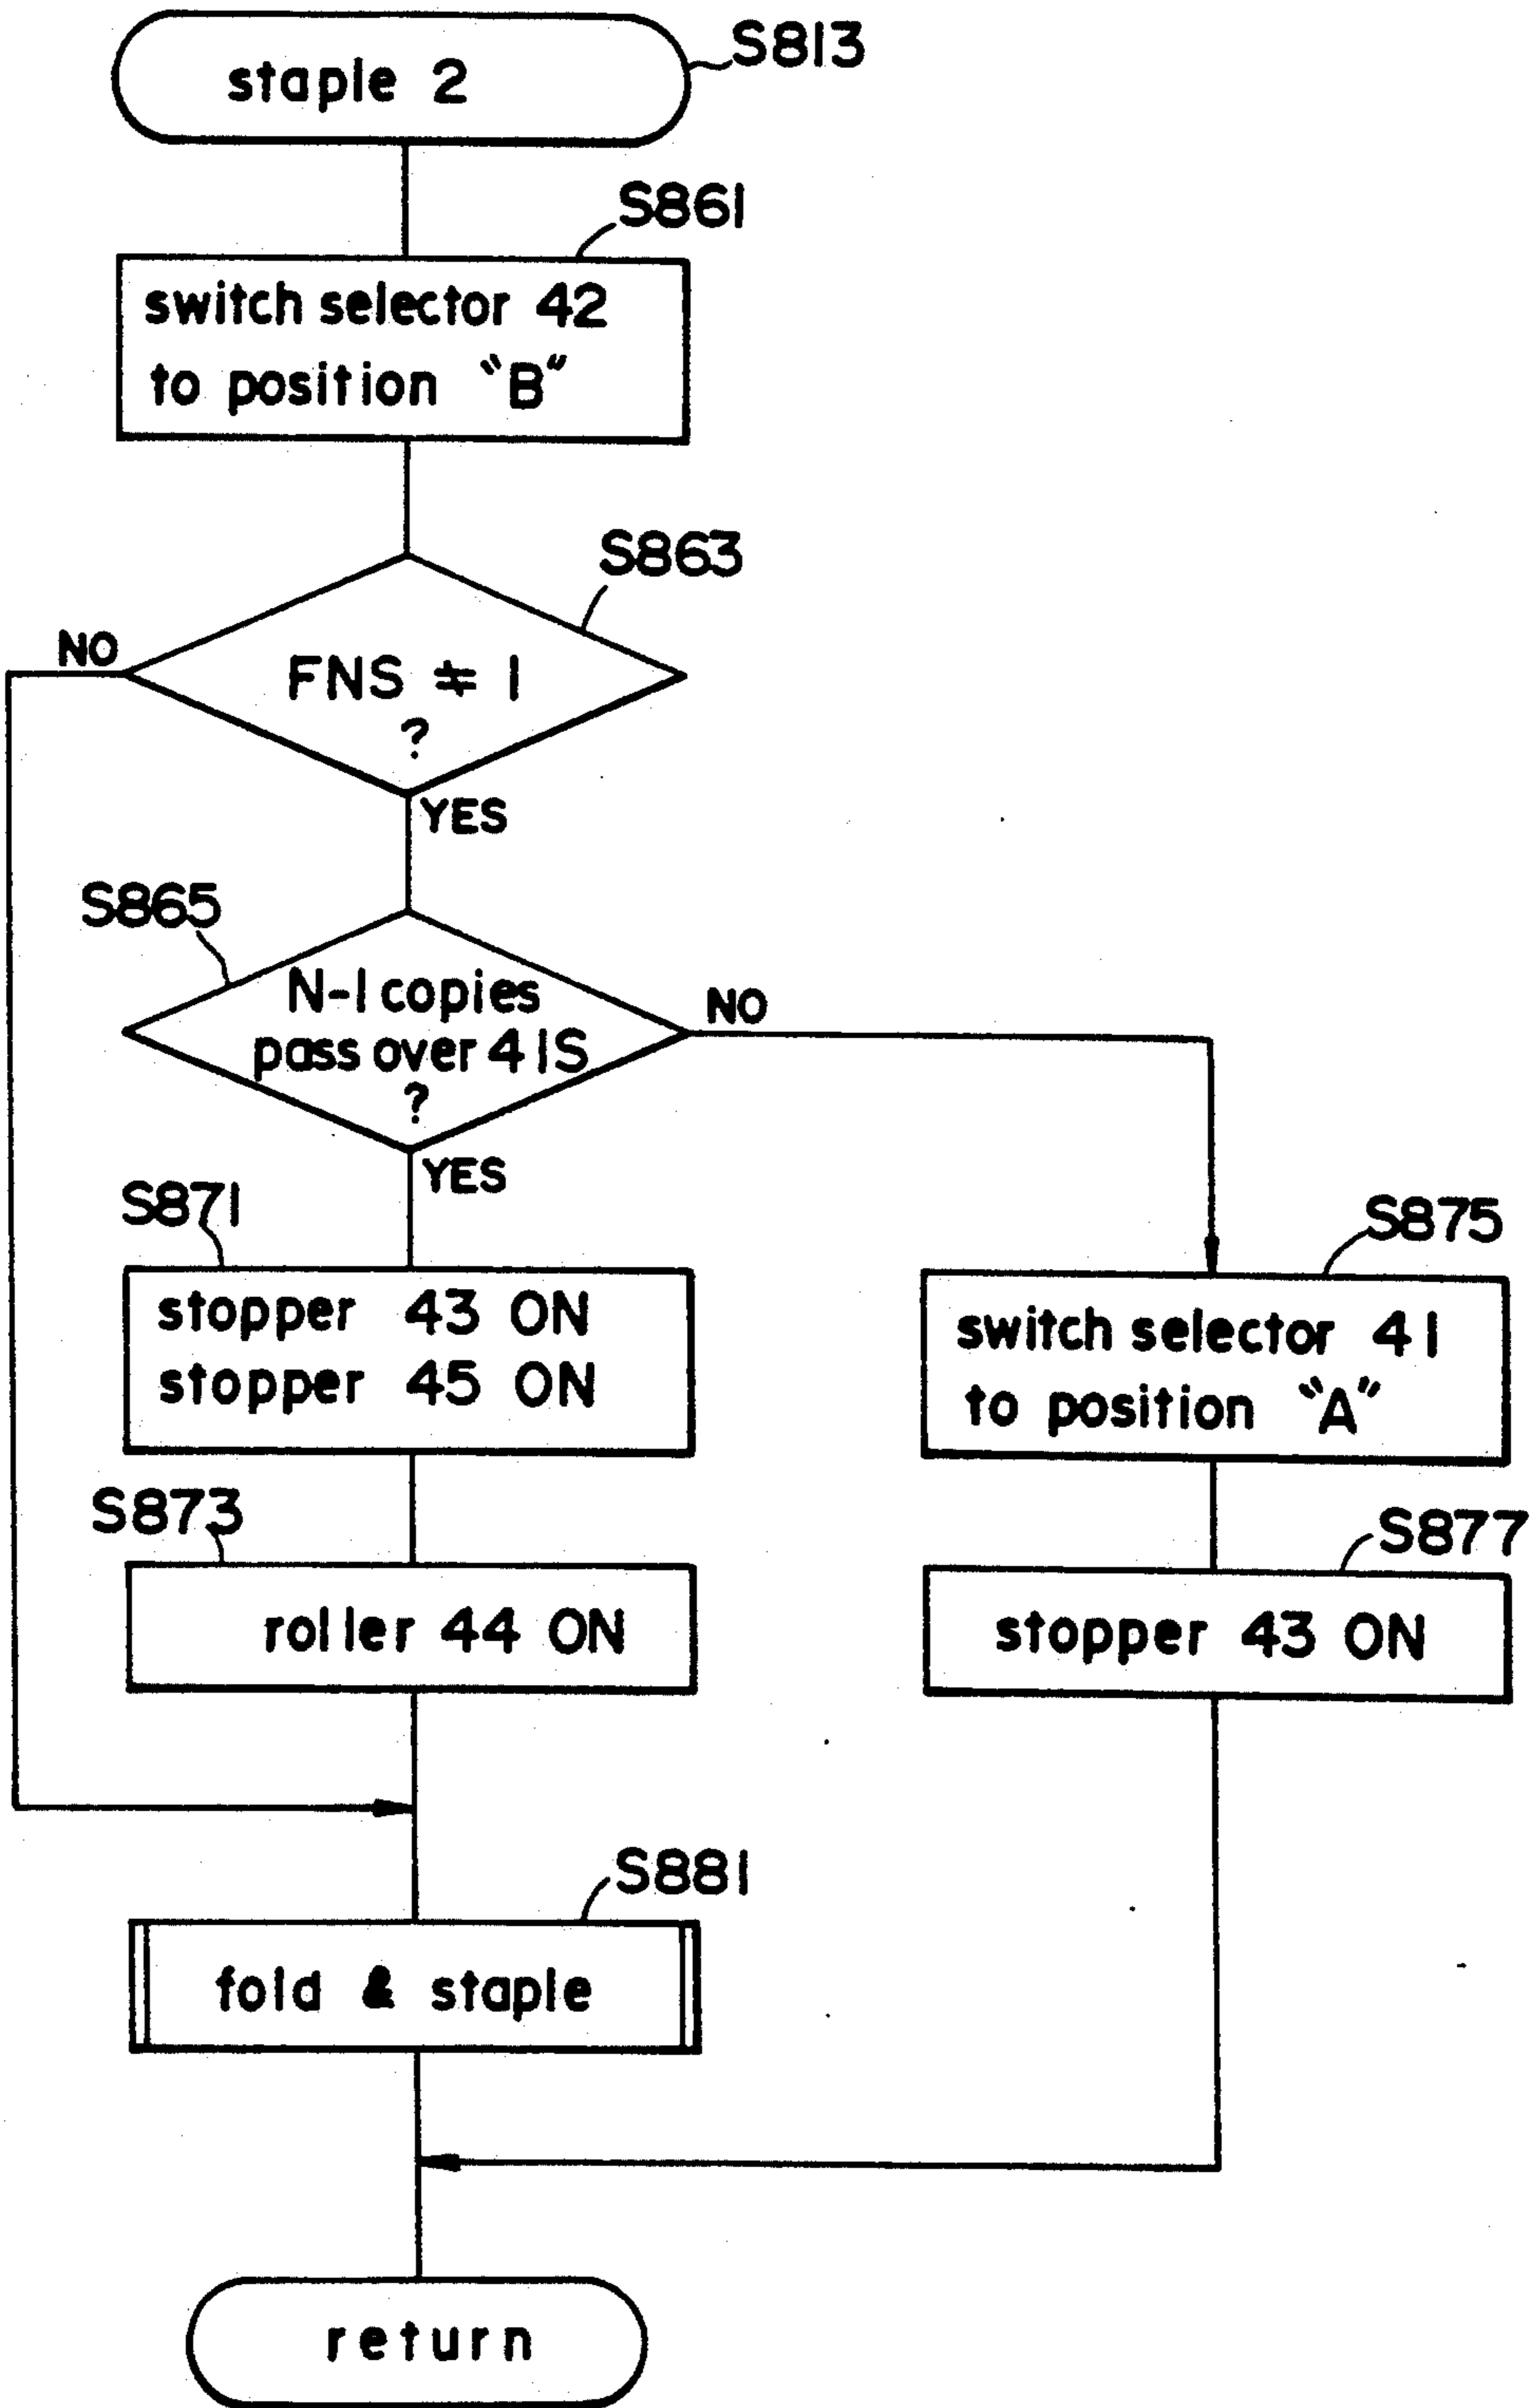 staple 2
S813
S861
switch selector 42
to position "B"
S863
NO
FNS ≠ 1
?
YES
S865
N-1 copies
pass over 41S
?
NO
YES
S871
stopper 43 ON
stopper 45 ON
S875
switch selector 41
to position "A"
S873
roller 44 ON
S877
stopper 43 ON
S881
fold & staple
return